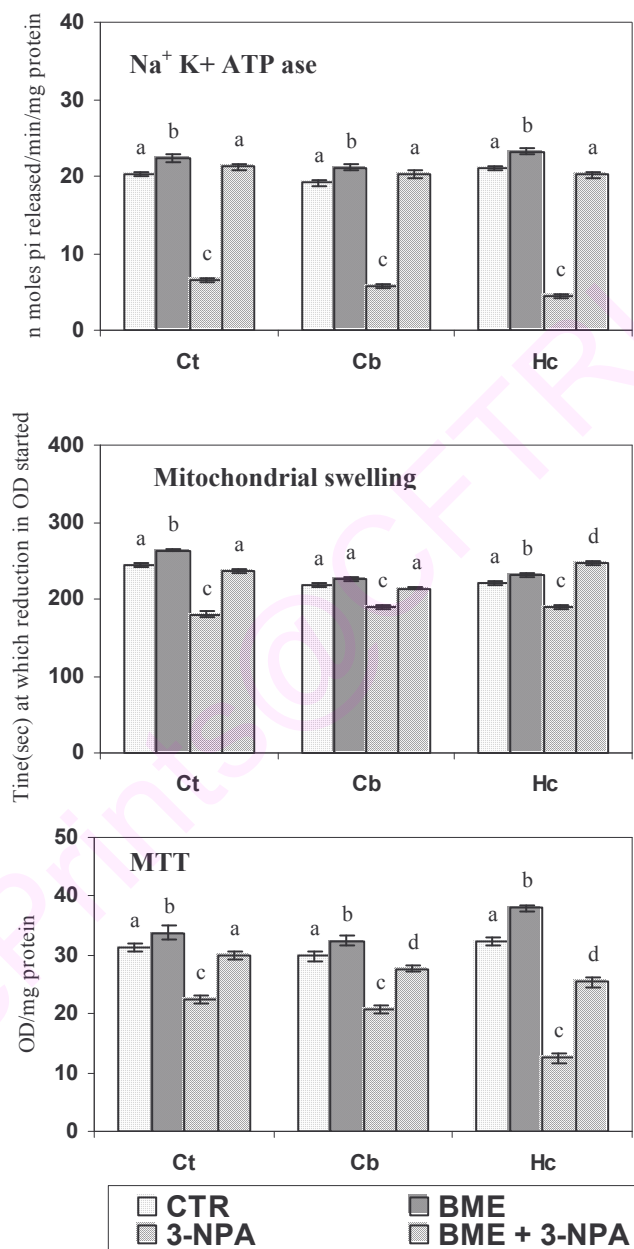 Na+ K+ ATP ase
n moles pi released/min/mg protein
40
30
20
10
0
a b c a
a b c a
a b c a
Ct Cb Hc
Mitochondrial swelling
Tine(sec) at which reduction in OD started
400
300
200
100
0
a b c a
a a c a
a b c d
Ct Cb Hc
MTT
OD/mg protein
50
40
30
20
10
0
a b c a
a b c d
a b c d
Ct Cb Hc
CTR BME
3-NPA BME + 3-NPA
ePrints@CFTRI